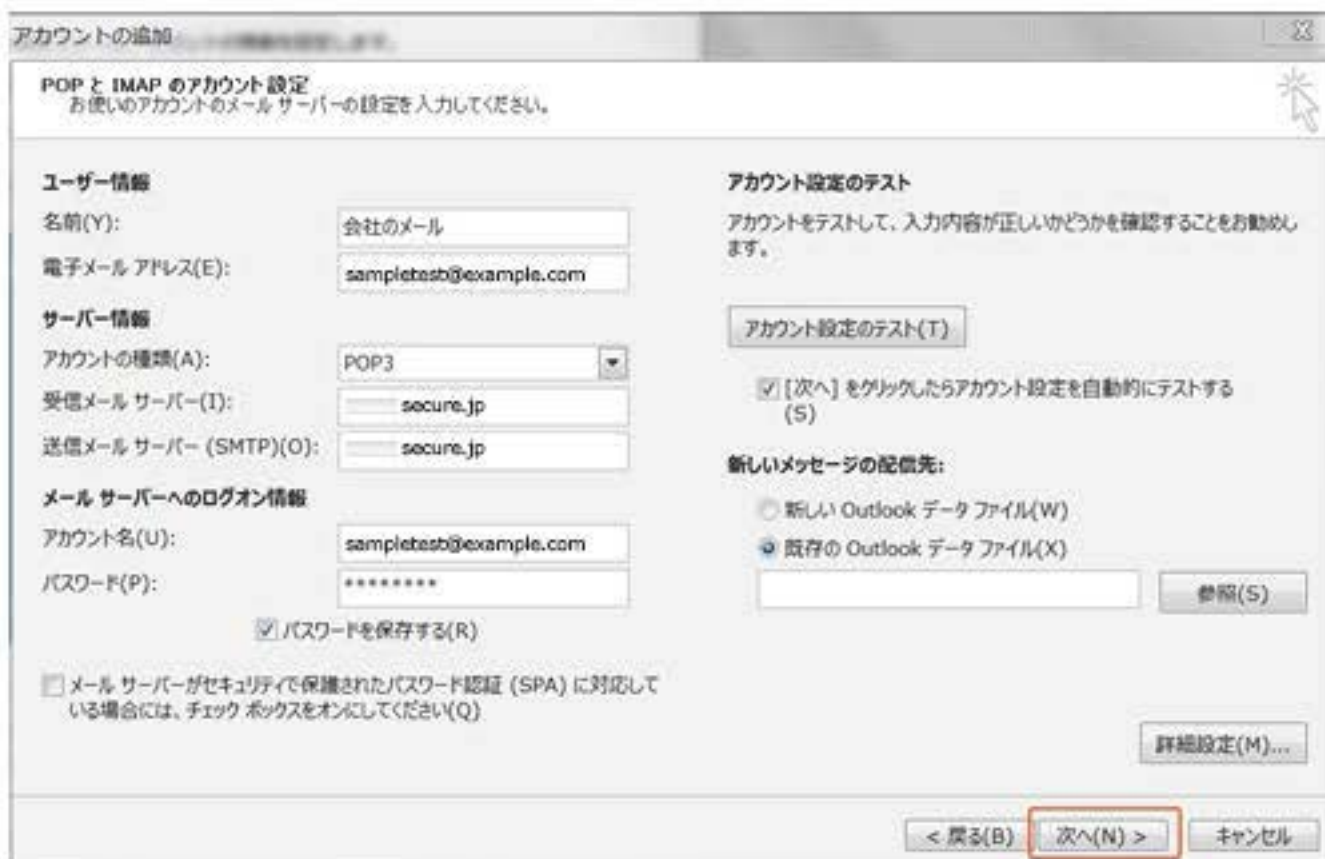 アカウントの追加
POP と IMAP のアカウント設定
お使いのアカウントのメール サーバーの設定を入力してください。
ユーザー情報
名前(Y):
会社のメール
電子メール アドレス(E):
sampletest@example.com
サーバー情報
アカウントの種類(A):
POP3
受信メール サーバー(I):
secure.jp
送信メール サーバー (SMTP)(O):
secure.jp
メール サーバーへのログオン情報
アカウント名(U):
sampletest@example.com
パスワード(P):
********
パスワードを保存する(R)
メール サーバーがセキュリティで保護されたパスワード認証 (SPA) に対応して
いる場合には、チェック ボックスをオンにしてください(Q)
アカウント設定のテスト
アカウントをテストして、入力内容が正しいかどうかを確認することをお勧めし
ます。
アカウント設定のテスト(T)
[次へ] をクリックしたらアカウント設定を自動的にテストする
(S)
新しいメッセージの配信先:
新しい Outlook データ ファイル(W)
既存の Outlook データ ファイル(X)
参照(S)
詳細設定(M)...
< 戻る(B)
次へ(N) >
キャンセル